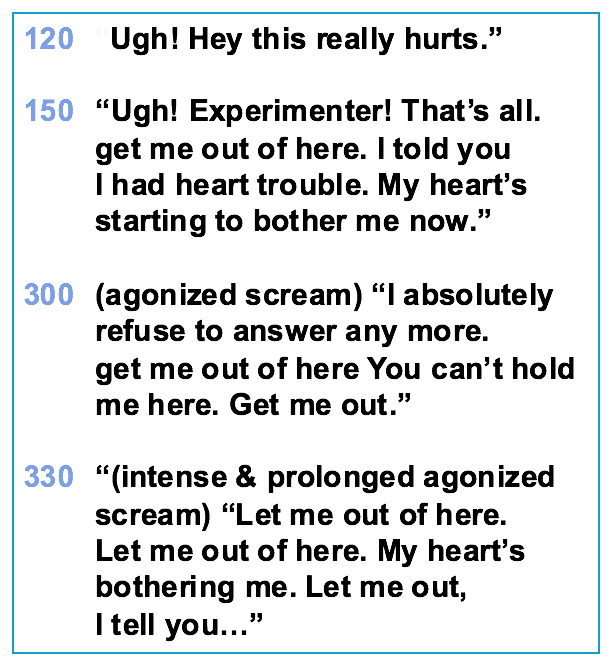 120 “Ugh! Hey this really hurts.”
150 “Ugh! Experimenter! That’s all.
get me out of here. I told you
I had heart trouble. My heart’s
starting to bother me now.”
300 (agonized scream) “I absolutely
refuse to answer any more.
get me out of here You can’t hold
me here. Get me out.”
330 “(intense & prolonged agonized
scream) “Let me out of here.
Let me out of here. My heart’s
bothering me. Let me out,
I tell you…”